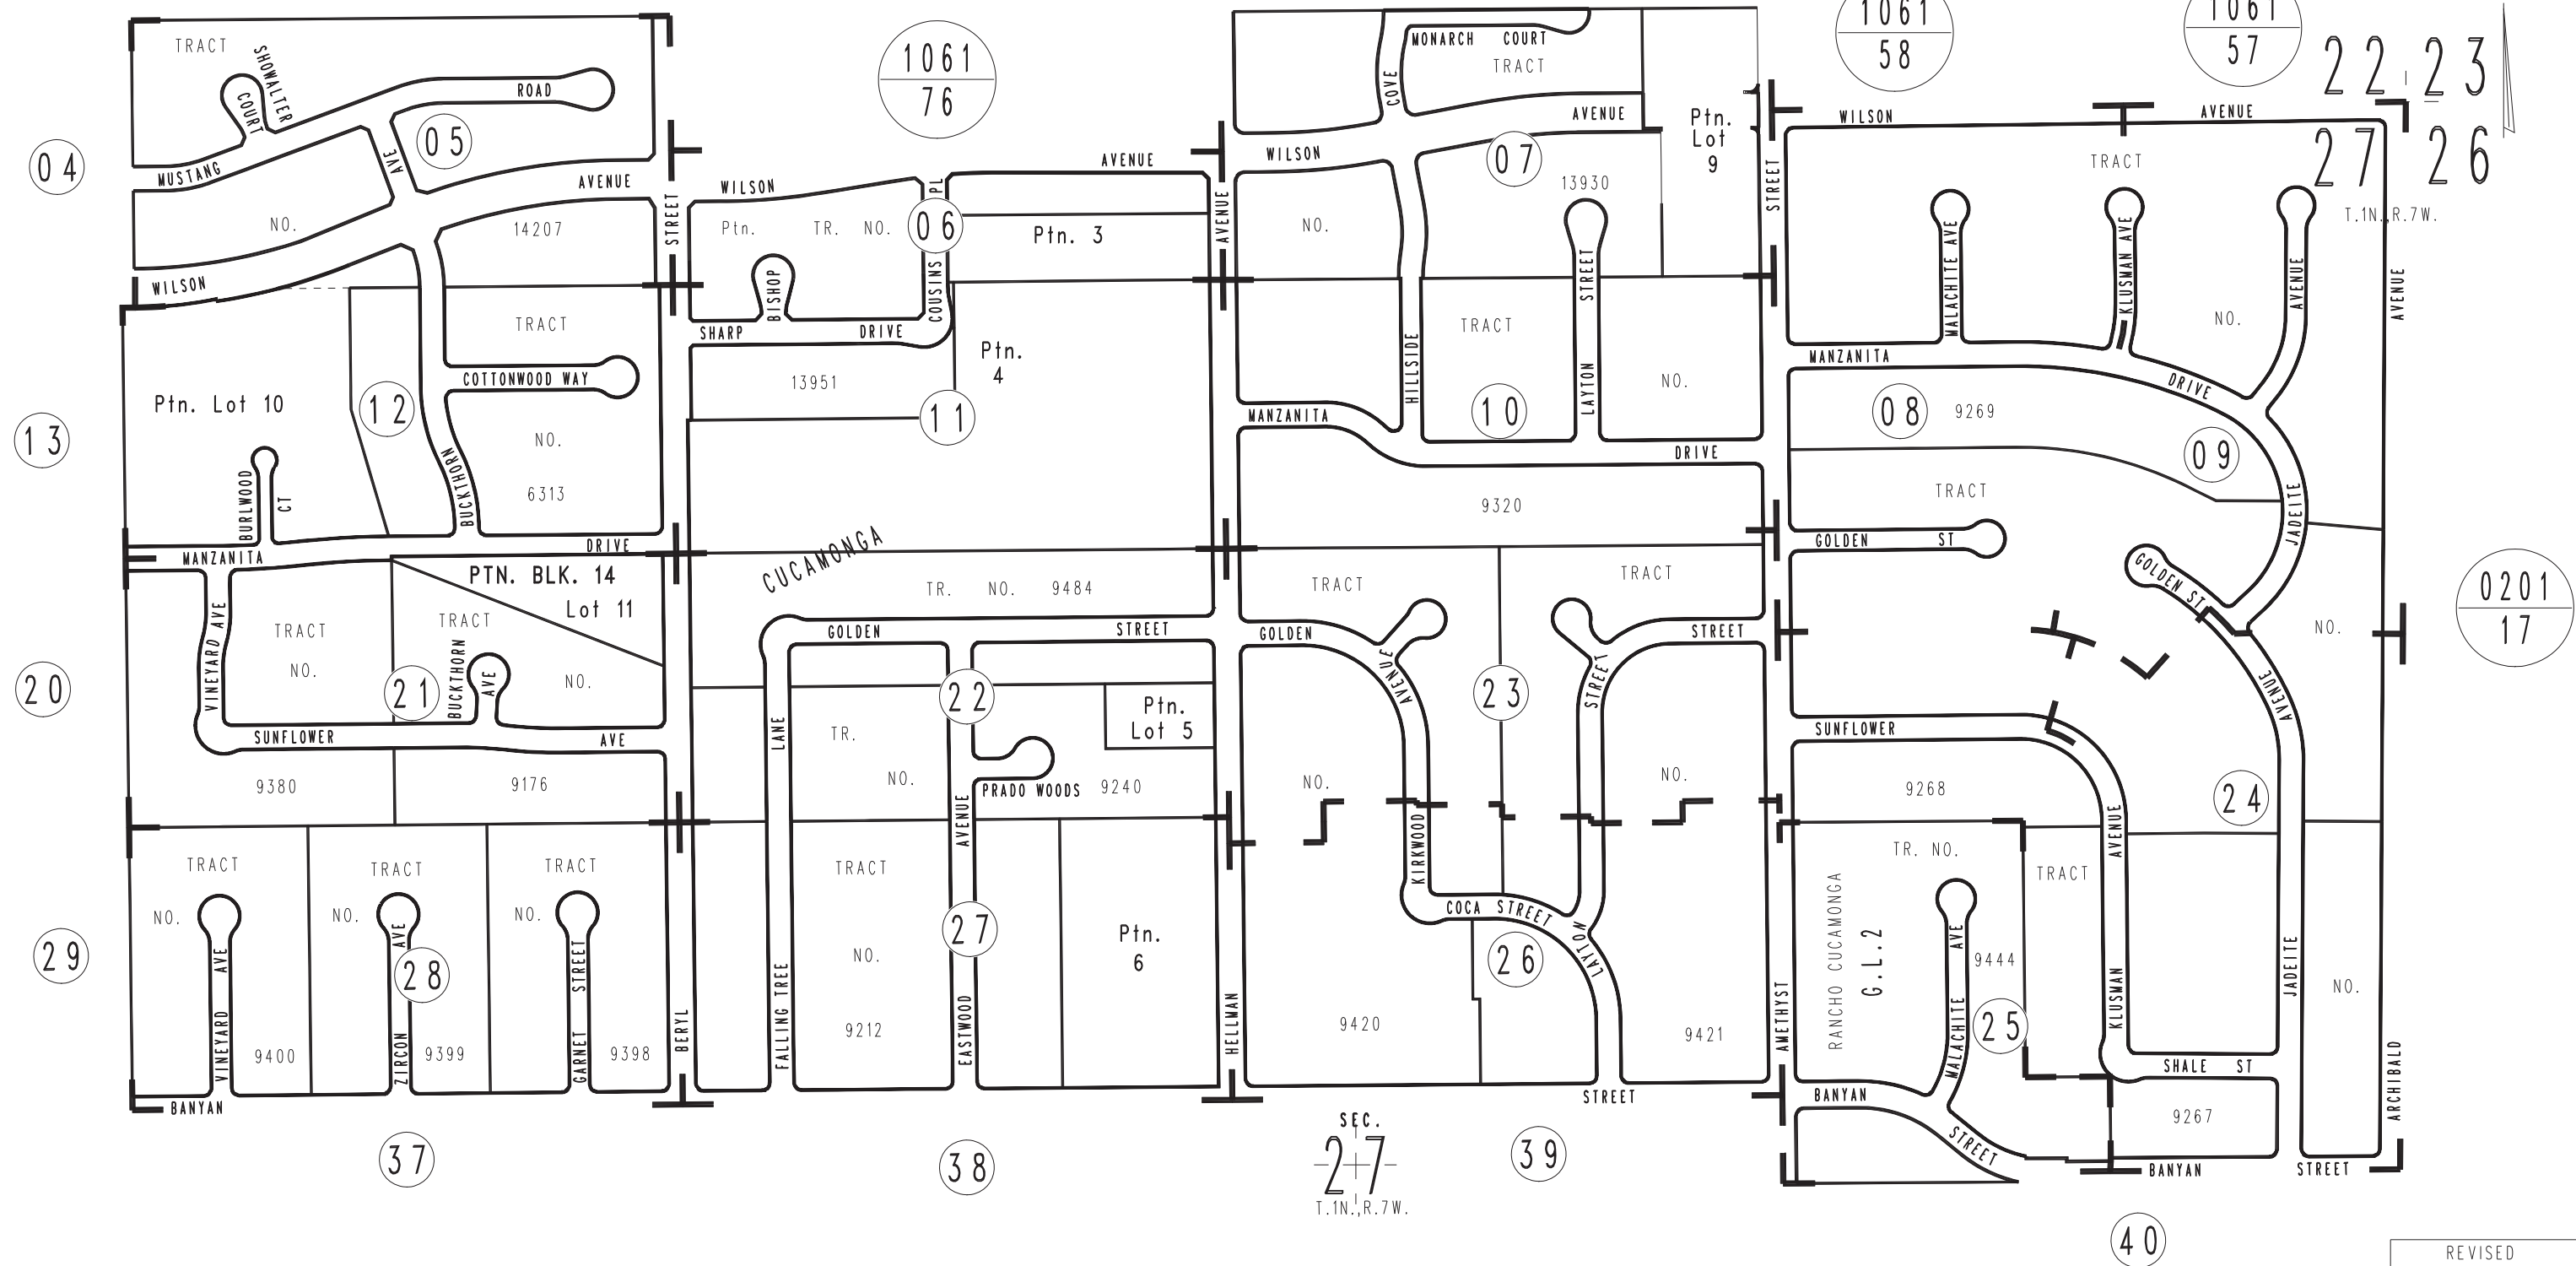 TRACT
SHOWALTER
COURT
ROAD
05
04
MUSTANG
AVE
AVENUE
NO.
14207
WILSON
1061
76
STREET
WILSON
AVENUE
PL
Ptn.
TR. NO.
06
Ptn. 3
COUSINS
BISHOP
SHARP
DRIVE
13951
Ptn.
4
11
AVENUE
MONARCH COURT
TRACT
COVE
AVENUE
Ptn.
Lot
9
WILSON
07
13930
NO.
STREET
STREET
LAYTON
HILLSIDE
TRACT
NO.
10
MANZANITA
DRIVE
9320
1061
58
1061
57
22 23
27 26
T.1N.,R.7W.
WILSON
AVENUE
TRACT
MALACHITE AVE
KLUSMAN AVE
AVENUE
NO.
AVENUE
MANZANITA
DRIVE
08
9269
09
TRACT
JADEITE
GOLDEN ST
GOLDEN ST
0201
17
NO.
TRACT
COTTONWOOD WAY
Ptn. Lot 10
12
13
NO.
BUCKTHORN
6313
BURLWOOD
CT
MANZANITA
DRIVE
PTN. BLK. 14
Lot 11
CUCAMONGA
TR. NO. 9484
TRACT
NO.
VINEYARD AVE
TRACT
BUCKTHORN
AVE
NO.
20
21
SUNFLOWER
AVE
9380
9176
GOLDEN
STREET
LANE
22
TR.
NO.
Ptn.
Lot 5
PRADO WOODS
9240
TRACT
TRACT
GOLDEN
STREET
AVENUE
STREET
23
NO.
NO.
AVENUE
SUNFLOWER
9268
24
TRACT
NO.
VINEYARD AVE
9400
TRACT
NO.
ZIRCON AVE
28
9399
TRACT
NO.
GARNET STREET
9398
29
BERYL
BANYAN
FALLING TREE
TRACT
NO.
9212
AVENUE
EASTWOOD
27
Ptn.
6
HELLMAN
KIRKWOOD
COCA STREET
LAYTON
26
9420
9421
AMETHYST
TR. NO.
RANCHO CUCAMONGA
G.L.2
MALACHITE AVE
9444
25
TRACT
AVENUE
KLUSMAN
JADEITE
NO.
ARCHIBALD
SHALE ST
9267
STREET
BANYAN
STREET
BANYAN
STREET
37
38
SEC.
27
T.1N.,R.7W.
39
40
REVISED